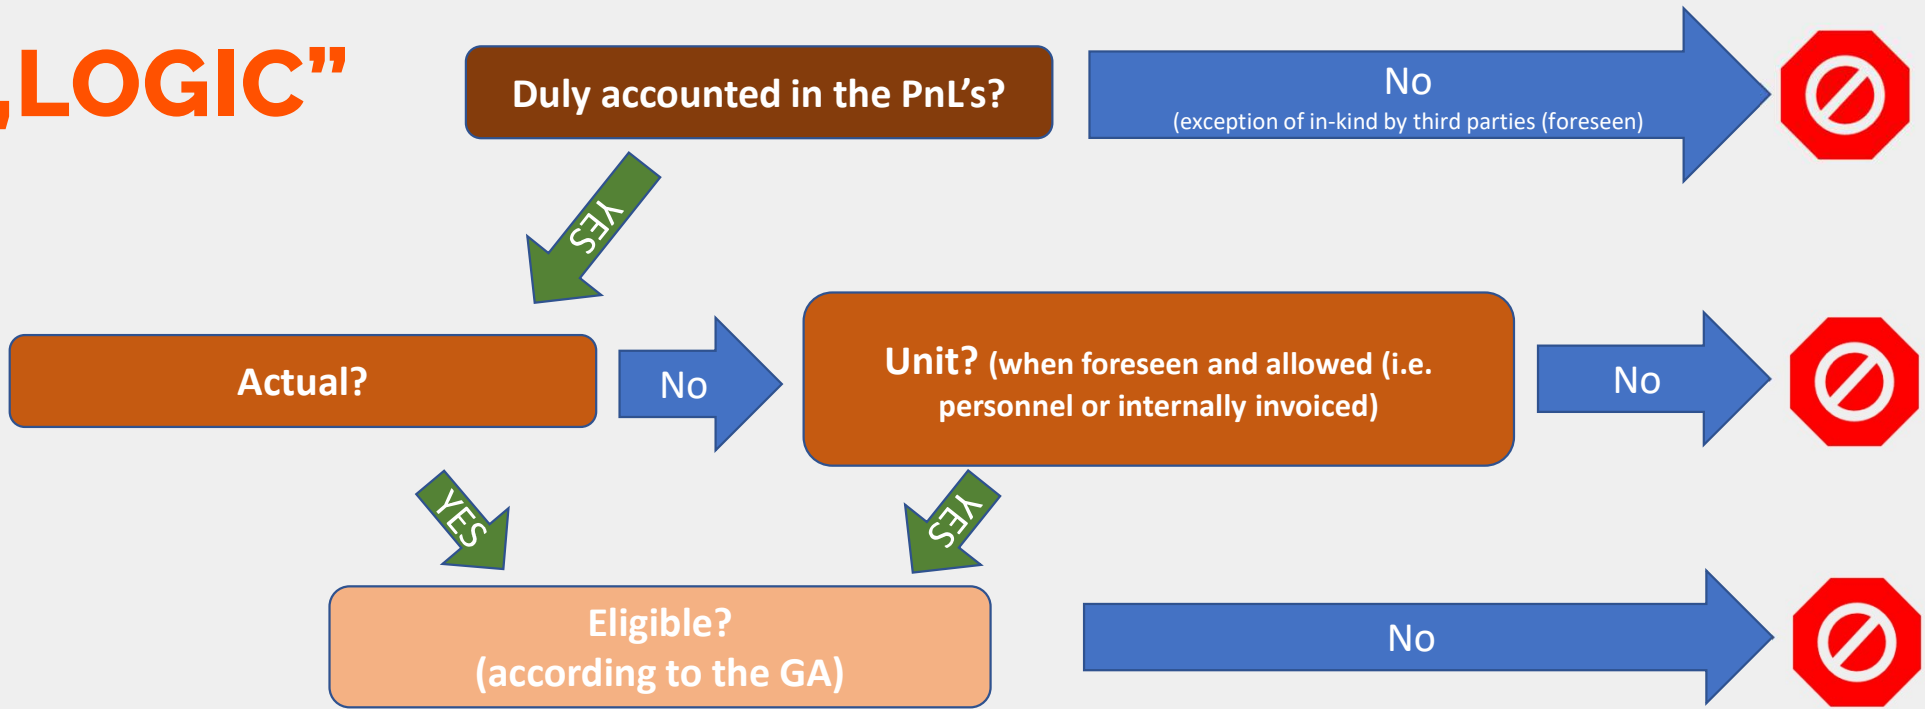 „LOGIC”
Duly accounted in the PnL's?
No
(exception of in-kind by third parties (foreseen)
YES
Actual?
No
Unit? (when foreseen and allowed (i.e.
personnel or internally invoiced)
No
YES
YES
Eligible?
(according to the GA)
No